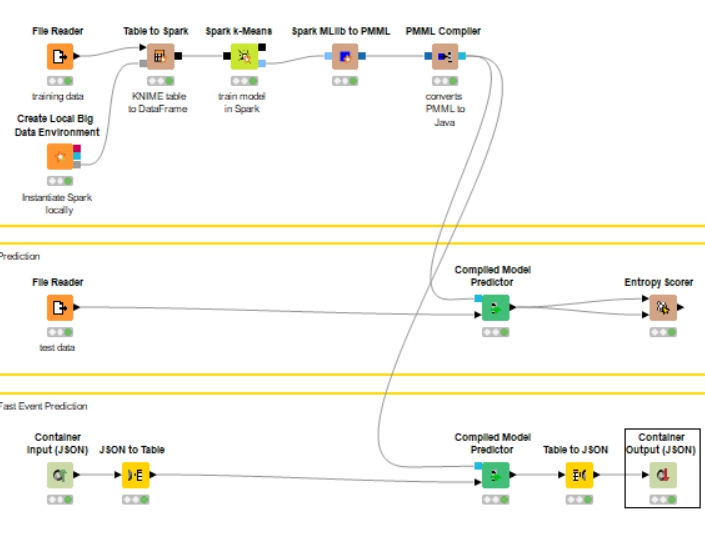 File Reader
Table to Spark
Spark k-Means
Spark MLlib to PMML
PMML Compiler
training data
KNIME table
to DataFrame
train model
in Spark
converts
PMML to
Java
Create Local Big
Data Environment
Instantiate Spark
locally
Prediction
File Reader
Compiled Model
Predictor
Entropy Scorer
test data
Fast Event Prediction
Container
Input (JSON)
JSON to Table
Compiled Model
Predictor
Table to JSON
Container
Output (JSON)